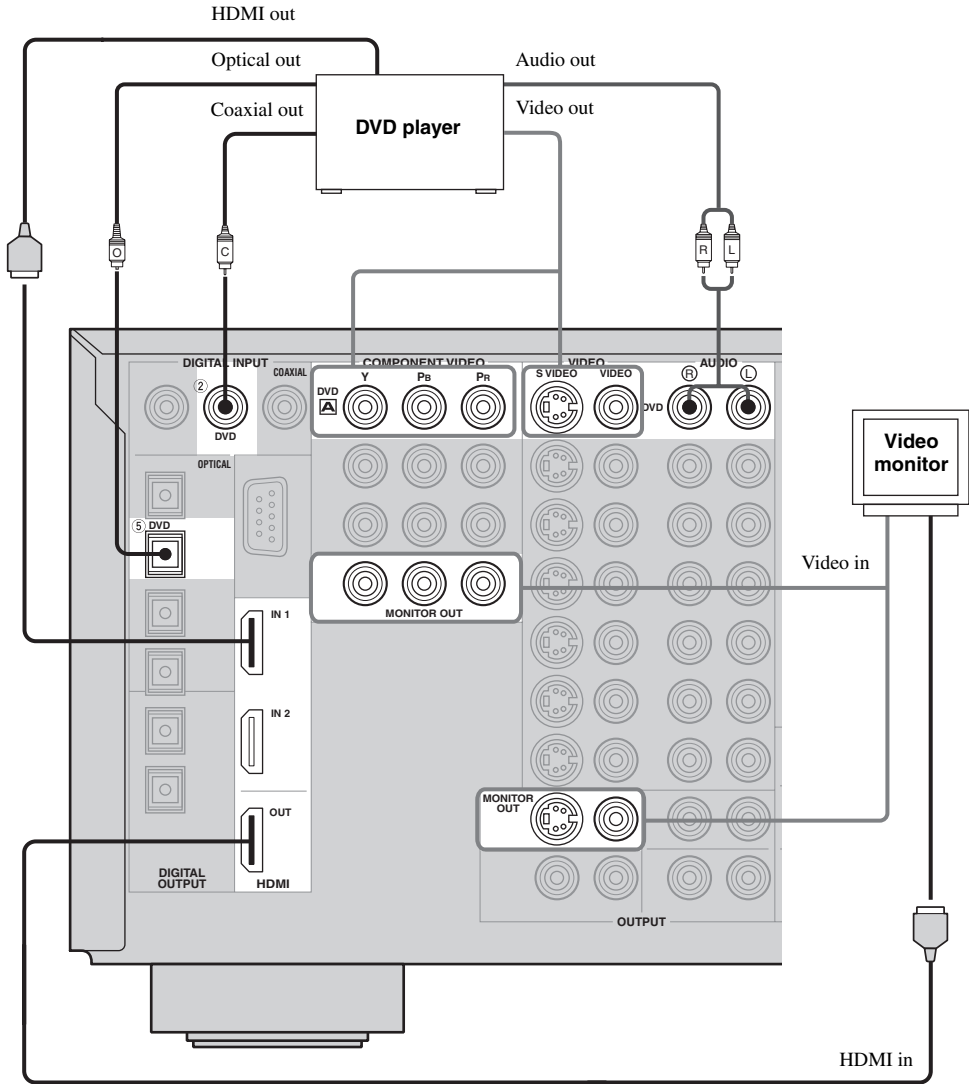 HDMI out
Optical out
Audio out
Coaxial out
Video out
DVD player
O
C
R
L
DIGITAL INPUT
COMPONENT VIDEO
VIDEO
AUDIO
COAXIAL
Y
PB
PR
S VIDEO
VIDEO
R
L
②
DVD
A
DVD
DVD
OPTICAL
Video
monitor
⑤ DVD
Video in
MONITOR OUT
IN 1
IN 2
MONITOR
OUT
OUT
DIGITAL
OUTPUT
HDMI
OUTPUT
HDMI in